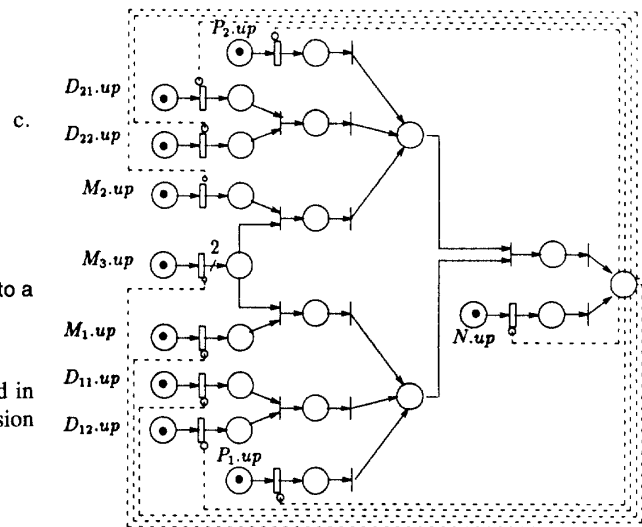 P₂.up
D₂₁.up
c.
D₂₂.up
M₂.up
2
M₃.up
to a
M₁.up
N.up
d in
D₁₁.up
sion
D₁₂.up
P₁.up